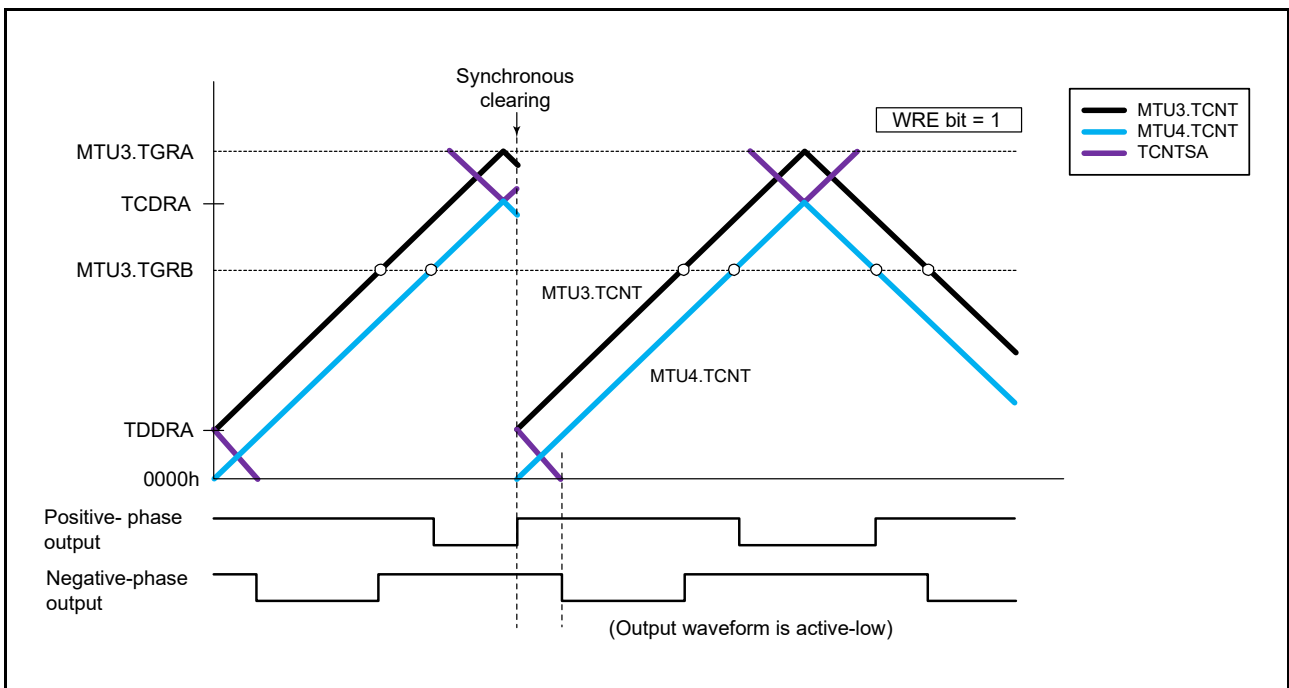 Synchronous
clearing
WRE bit = 1
MTU3.TCNT
MTU4.TCNT
TCNTSA
MTU3.TGRA
TCDRA
MTU3.TGRB
MTU3.TCNT
MTU4.TCNT
TDDRA
0000h
Positive- phase
output
Negative-phase
output
(Output waveform is active-low)